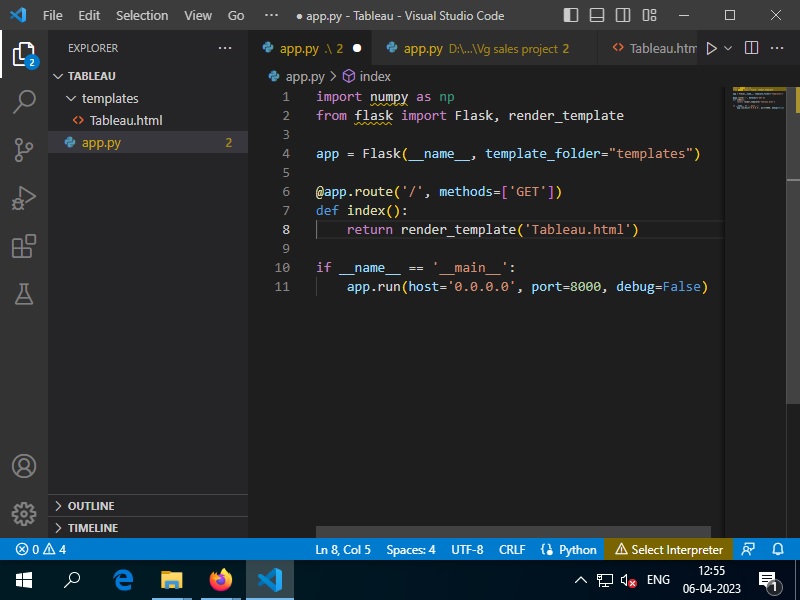 File Edit Selection View Go ··· ● app.py - Tableau - Visual Studio Code
EXPLORER ···
app.py .\ 2 ●
app.py D:\...\Vg sales project 2
Tableau.htm
···
TABLEAU
templates
Tableau.html
app.py 2
app.py > index
1 import numpy as np
2 from flask import Flask, render_template
3
4 app = Flask(__name__, template_folder="templates")
5
6 @app.route('/', methods=['GET'])
7 def index():
8 return render_template('Tableau.html')
9
10 if __name__ == '__main__':
11 app.run(host='0.0.0.0', port=8000, debug=False)
2
OUTLINE
TIMELINE
0 4 Ln 8, Col 5 Spaces: 4 UTF-8 CRLF Python Select Interpreter
ENG
12:55
06-04-2023
1